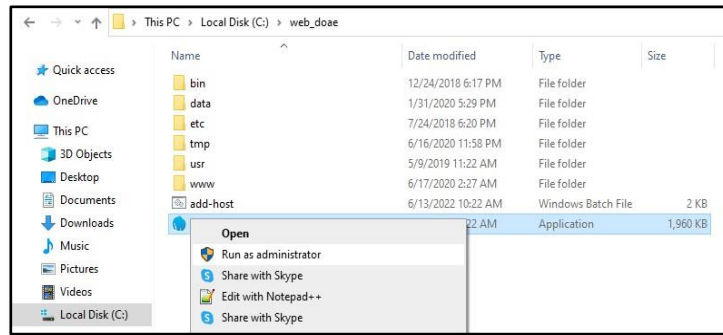 This PC > Local Disk (C:) > web_doae
Name Date modified Type Size
Quick access
OneDrive
This PC
3D Objects
Desktop
Documents
Downloads
Music
Pictures
Videos
Local Disk (C:)
bin 12/24/2018 6:17 PM File folder
data 1/31/2020 5:29 PM File folder
etc 7/24/2018 6:20 PM File folder
tmp 6/16/2020 11:58 PM File folder
usr 5/9/2019 11:22 AM File folder
www 6/17/2020 2:27 AM File folder
add-host 6/13/2022 10:22 AM Windows Batch File 2 KB
22 AM Application 1,960 KB
Open
Run as administrator
Share with Skype
Edit with Notepad++
Share with Skype